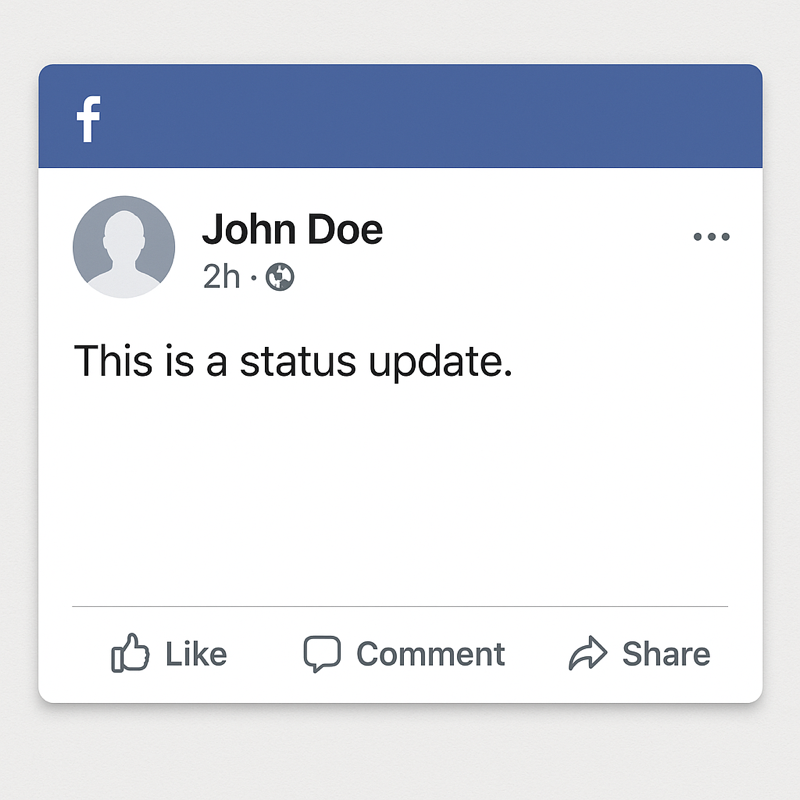 f
John Doe
2h ·
This is a status update.
Like Comment Share